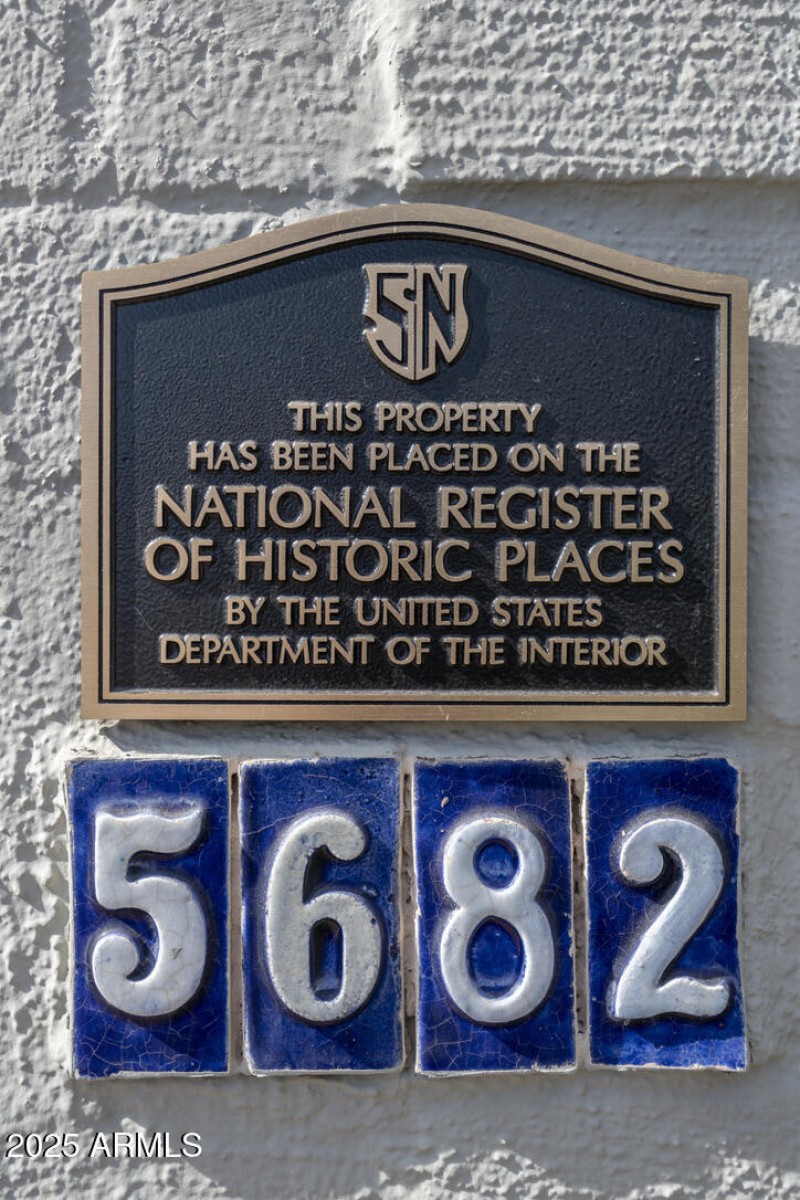 SN
THIS PROPERTY
HAS BEEN PLACED ON THE
NATIONAL REGISTER
OF HISTORIC PLACES
BY THE UNITED STATES
DEPARTMENT OF THE INTERIOR
5682
2025 ARMLS